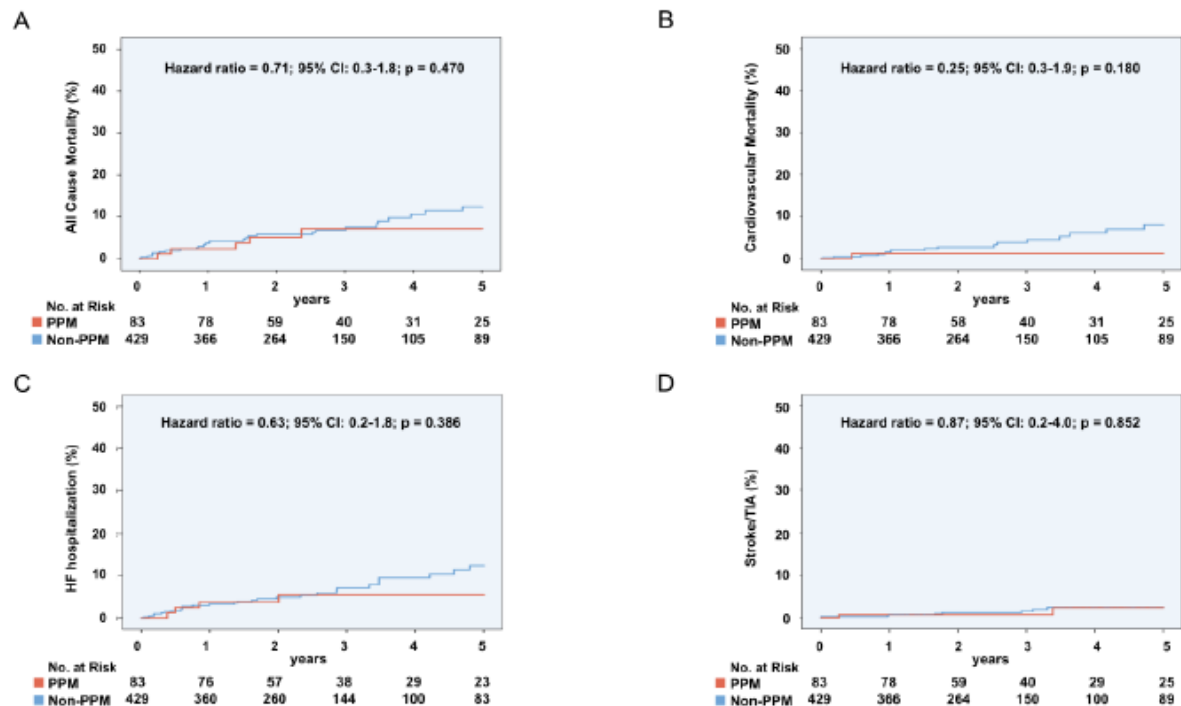 A
50
40
30
20
10
0
All Cause Mortality (%)
Hazard ratio = 0.71; 95% CI: 0.3-1.8; p = 0.470
0 1 2 3 4 5
years
No. at Risk
PPM 83 78 59 40 31 25
Non-PPM 429 366 264 150 105 89
B
50
40
30
20
10
0
Cardiovascular Mortality (%)
Hazard ratio = 0.25; 95% CI: 0.3-1.9; p = 0.180
0 1 2 3 4 5
years
No. at Risk
PPM 83 78 58 40 31 25
Non-PPM 429 366 264 150 105 89
C
50
40
30
20
10
0
HF hospitalization (%)
Hazard ratio = 0.63; 95% CI: 0.2-1.8; p = 0.386
0 1 2 3 4 5
years
No. at Risk
PPM 83 76 57 38 29 23
Non-PPM 429 360 260 144 100 83
D
50
40
30
20
10
0
Stroke/TIA (%)
Hazard ratio = 0.87; 95% CI: 0.2-4.0; p = 0.852
0 1 2 3 4 5
years
No. at Risk
PPM 83 78 59 40 29 25
Non-PPM 429 366 264 150 100 89